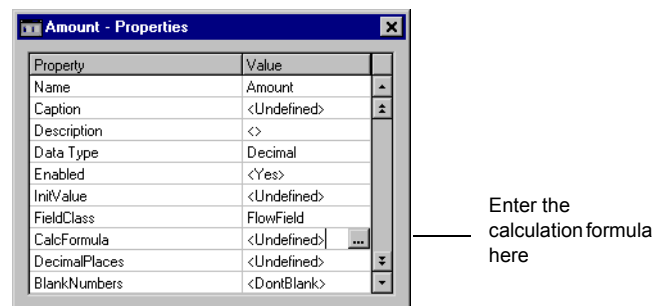 Amount - Properties
Property Value
Name Amount
Caption <Undefined>
Description <>
Data Type Decimal
Enabled <Yes>
InitValue <Undefined>
FieldClass FlowField
CalcFormula <Undefined> ...
DecimalPlaces <Undefined>
BlankNumbers <DontBlank>
Enter the
calculation formula
here